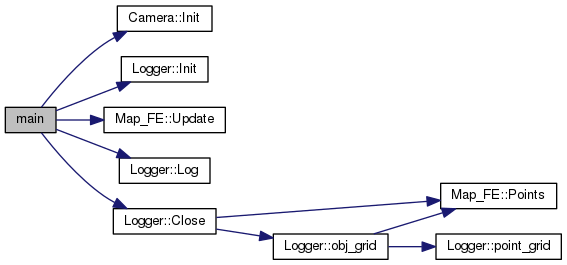 Camera::Init
Logger::Init
main
Map_FE::Update
Logger::Log
Logger::Close
Map_FE::Points
Logger::obj_grid
Logger::point_grid